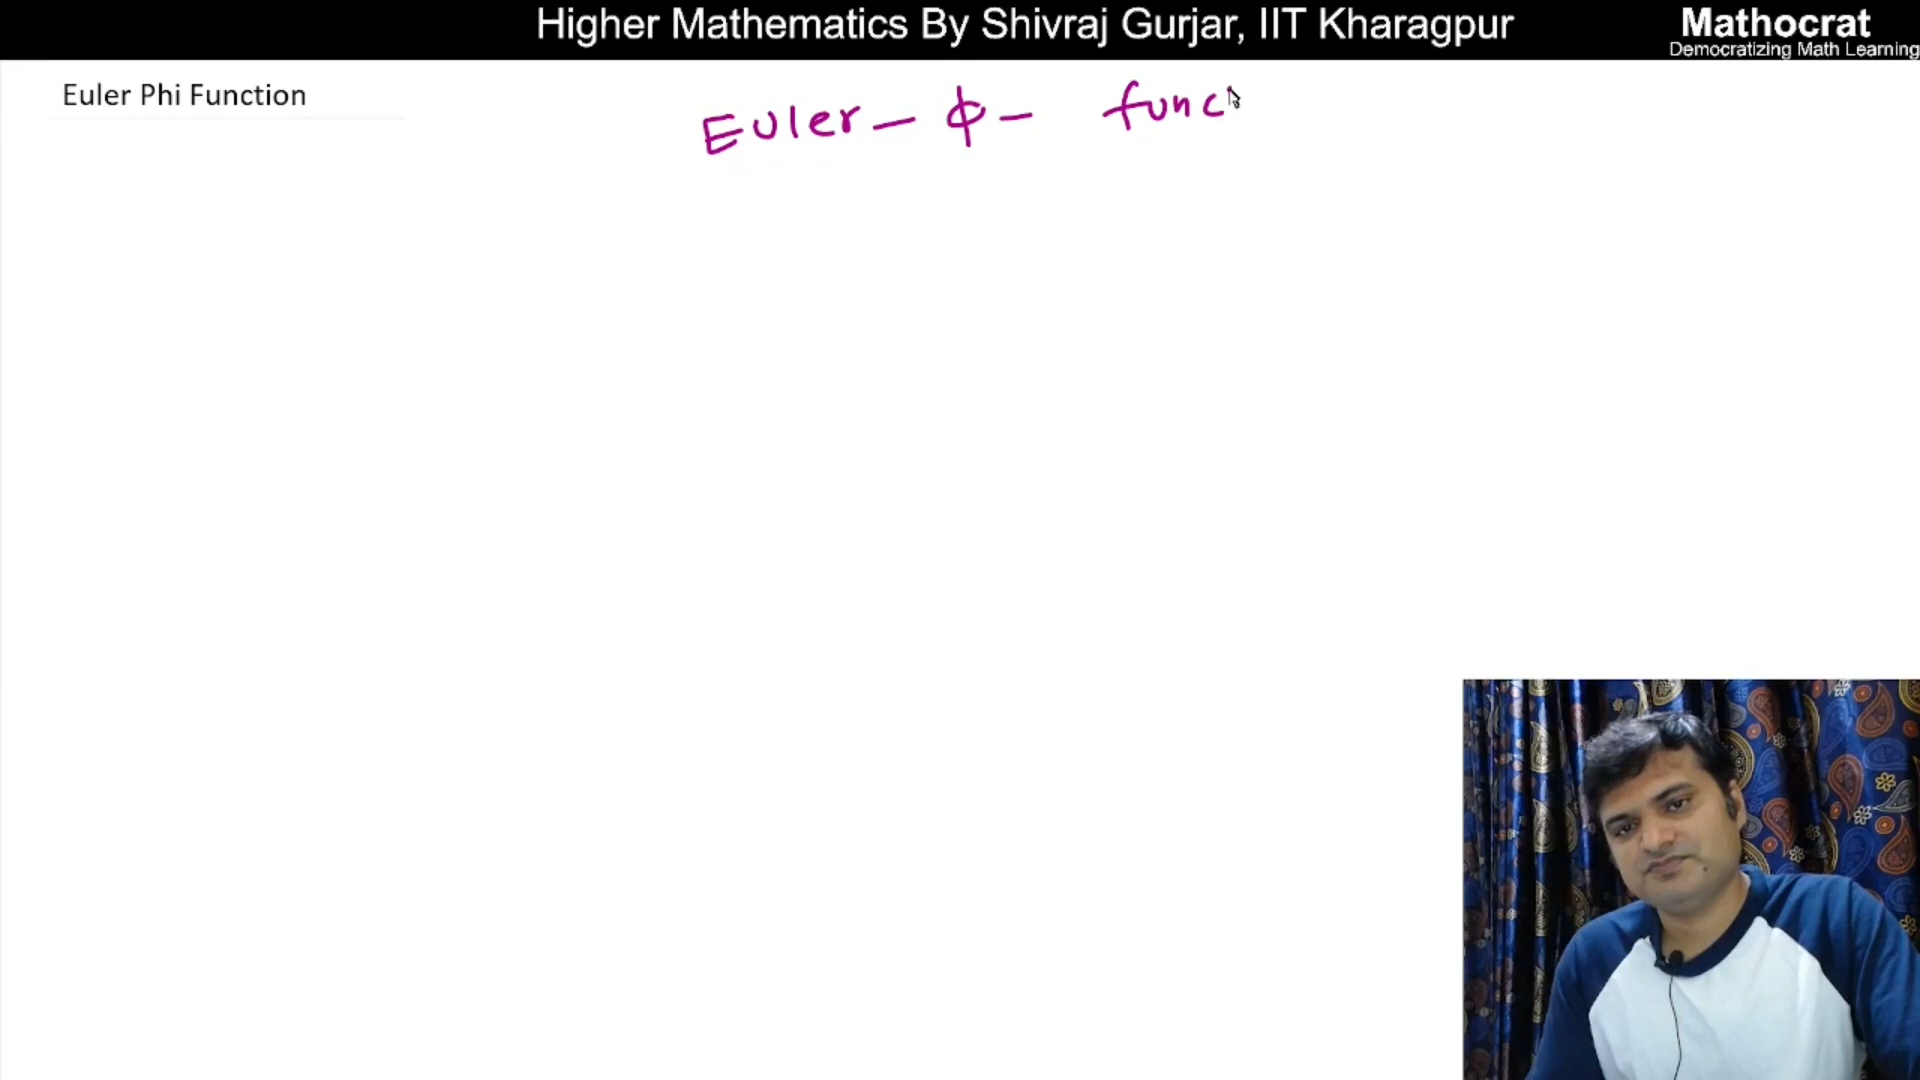 Higher Mathematics By Shivraj Gurjar, IIT Kharagpur
Mathocrat
Democratizing Math Learning
Euler Phi Function
Euler - ϕ - func